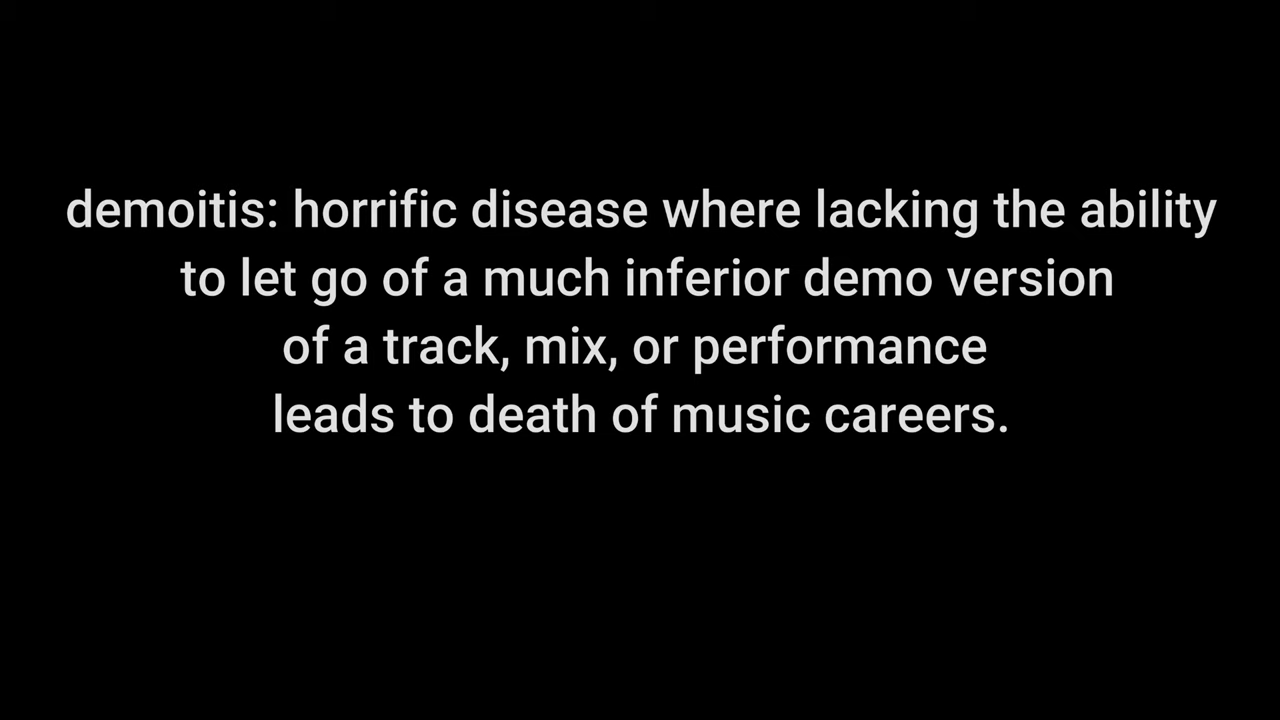 demoitis: horrific disease where lacking the ability
to let go of a much inferior demo version
of a track, mix, or performance
leads to death of music careers.